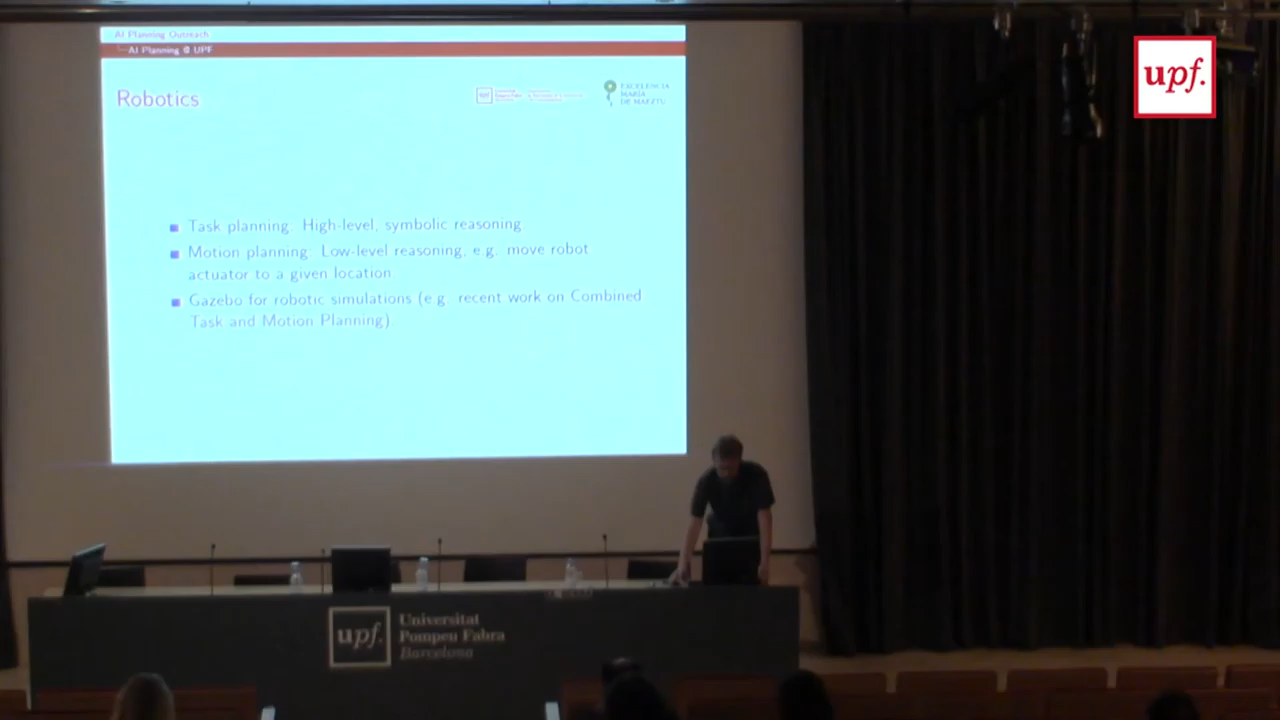 AI Planning Outreach
AI Planning @ UPF
upf.
Robotics
upf.
EXCELENCIA
MARÍA
DE MAEZTU
Task planning: High-level, symbolic reasoning.
Motion planning: Low-level reasoning, e.g. move robot
actuator to a given location
Gazebo for robotic simulations (e.g. recent work on Combined
Task and Motion Planning).
upf.
Universitat
Pompeu Fabra
Barcelona